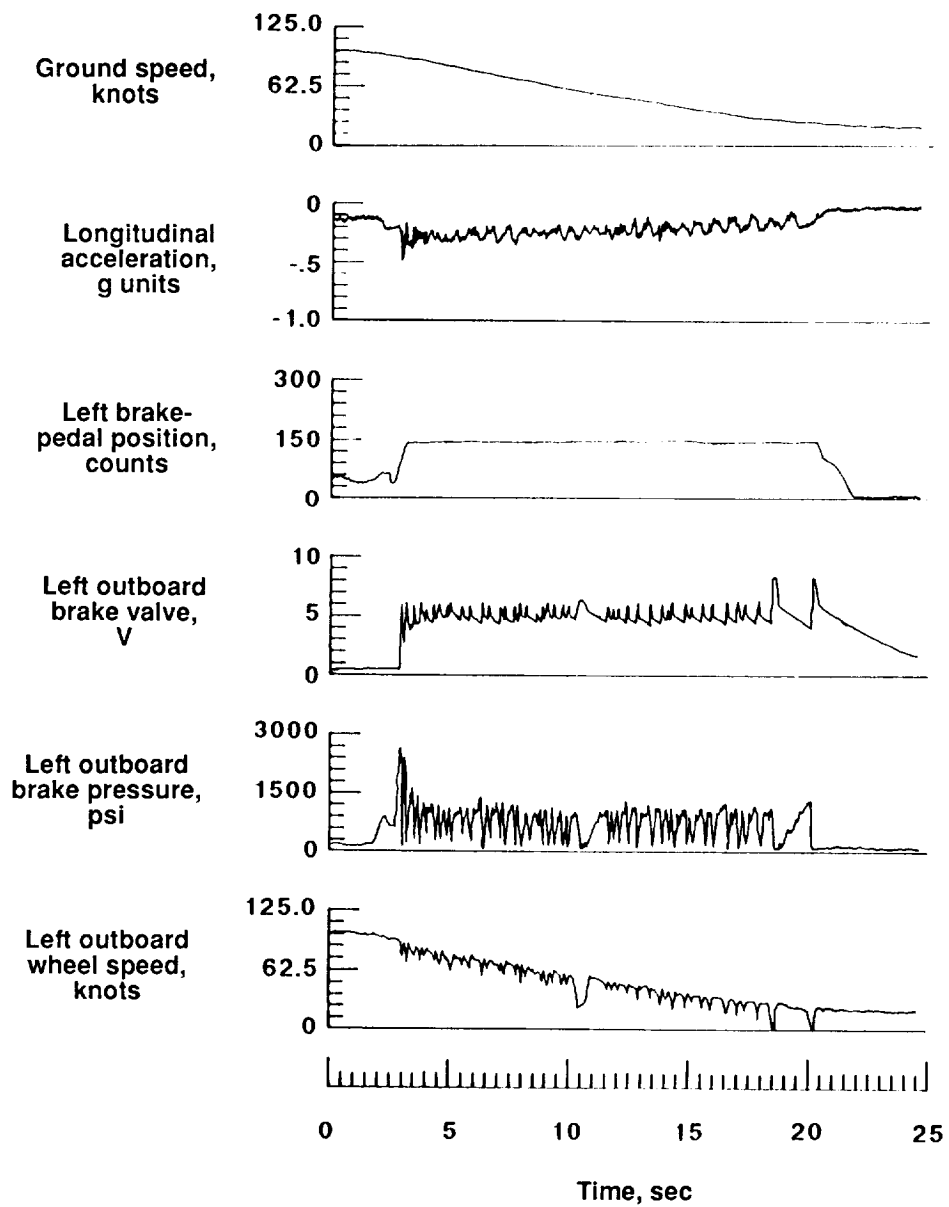 125.0
Ground speed,
knots
62.5
0
0
Longitudinal
acceleration,
g units
-.5
-1.0
300
Left brake-
pedal position,
counts
150
0
10
Left outboard
brake valve,
V
5
0
3000
Left outboard
brake pressure,
psi
1500
0
125.0
Left outboard
wheel speed,
knots
62.5
0
0 5 10 15 20 25
Time, sec